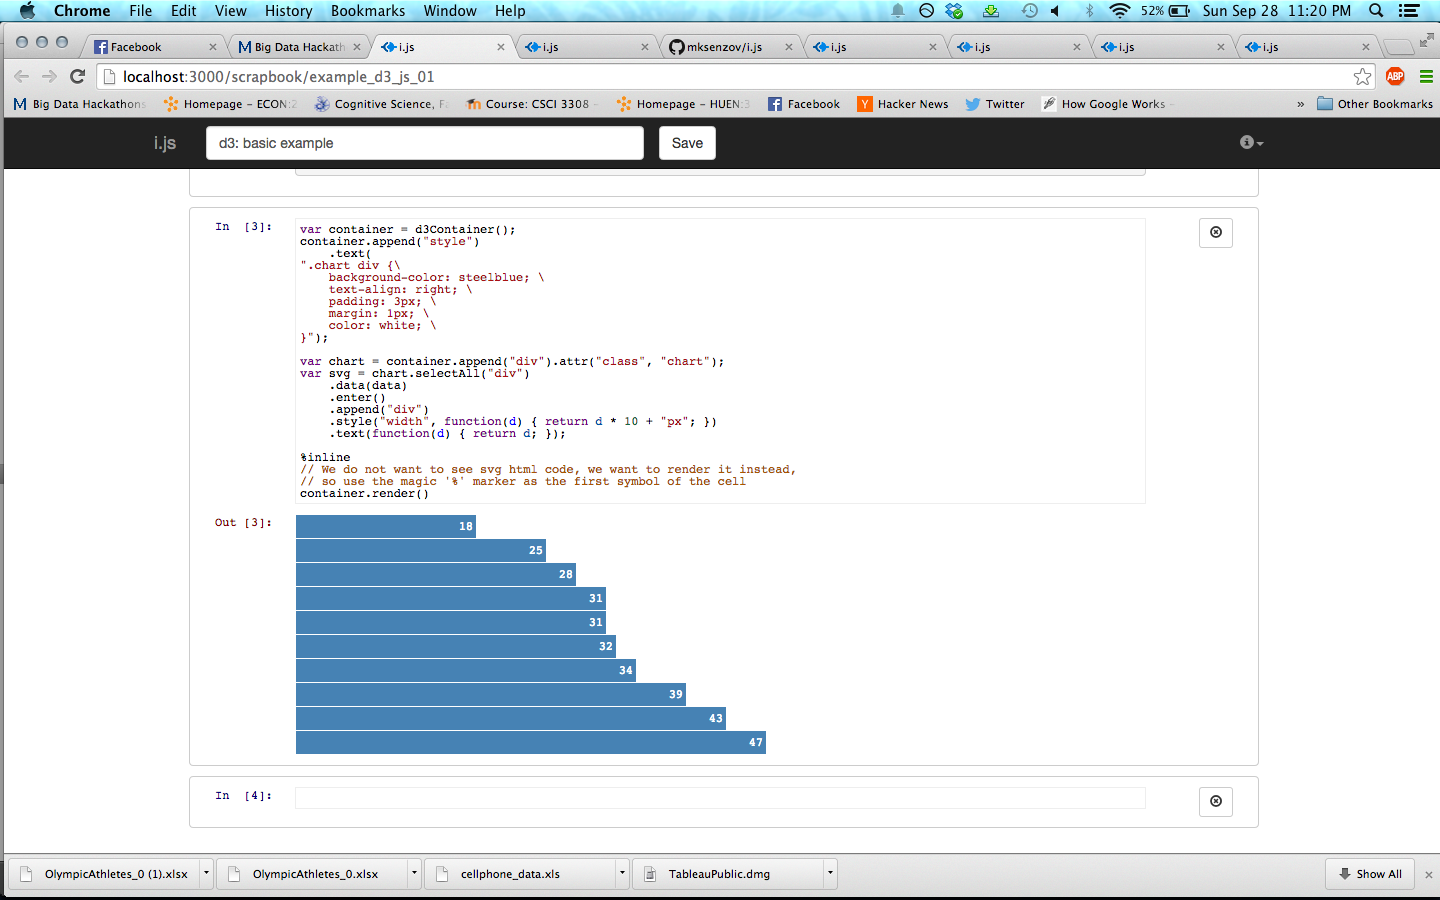 Chrome File Edit View History Bookmarks Window Help 52% Sun Sep 28 11:20 PM
Facebook Big Data Hackath i.js i.js mksenzov/i.js i.js i.js i.js i.js
localhost:3000/scrapbook/example_d3_js_01 ABP
Big Data Hackathons Homepage – ECON:2 Cognitive Science, Fa Course: CSCI 3308 – Homepage – HUEN:3 Facebook Hacker News Twitter How Google Works – » Other Bookmarks
i.js d3: basic example Save
In [3]:
var container = d3Container();
container.append("style")
    .text(
".chart div {\
    background-color: steelblue; \
    text-align: right; \
    padding: 3px; \
    margin: 1px; \
    color: white; \
}");
var chart = container.append("div").attr("class", "chart");
var svg = chart.selectAll("div")
    .data(data)
    .enter()
    .append("div")
    .style("width", function(d) { return d * 10 + "px"; })
    .text(function(d) { return d; });
%inline
// We do not want to see svg html code, we want to render it instead,
// so use the magic '%' marker as the first symbol of the cell
container.render()
Out [3]:
18
25
28
31
31
32
34
39
43
47
In [4]:
OlympicAthletes_0 (1).xlsx OlympicAthletes_0.xlsx cellphone_data.xls TableauPublic.dmg Show All